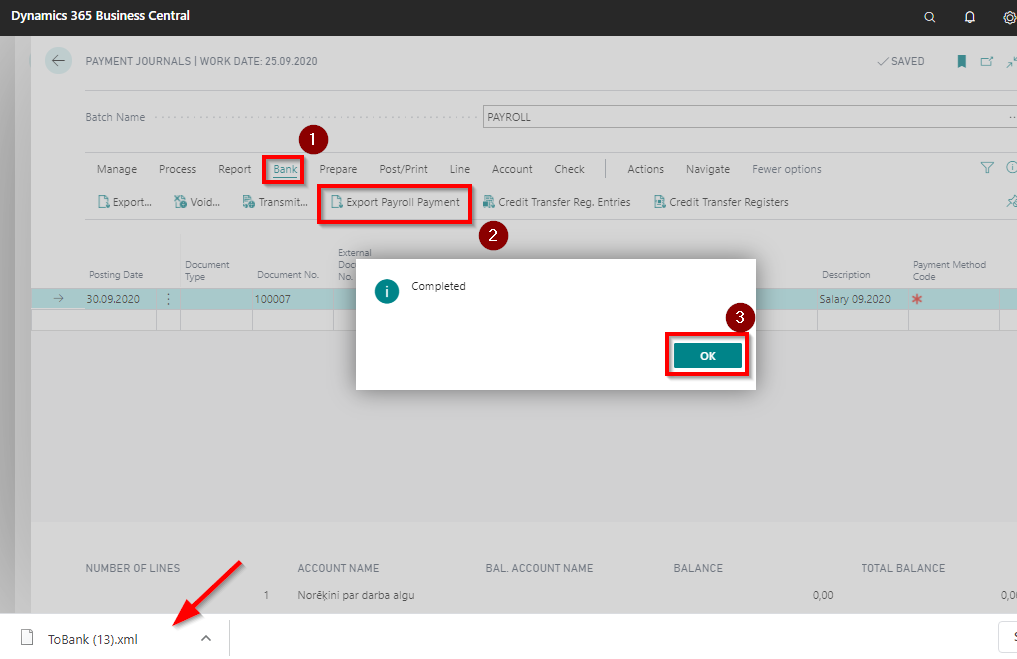 Dynamics 365 Business Central
PAYMENT JOURNALS | WORK DATE: 25.09.2020
SAVED
Batch Name
PAYROLL
1
Manage Process Report Bank Prepare Post/Print Line Account Check Actions Navigate Fewer options
Export... Void... Transmit... Export Payroll Payment Credit Transfer Reg. Entries Credit Transfer Registers
2
Posting Date
Document Type
Document No.
External
No.
Description
Payment Method Code
30.09.2020 100007 Salary 09.2020
Completed
3
OK
NUMBER OF LINES ACCOUNT NAME BAL. ACCOUNT NAME BALANCE TOTAL BALANCE
1 Norēķini par darba algu 0,00
ToBank (13).xml